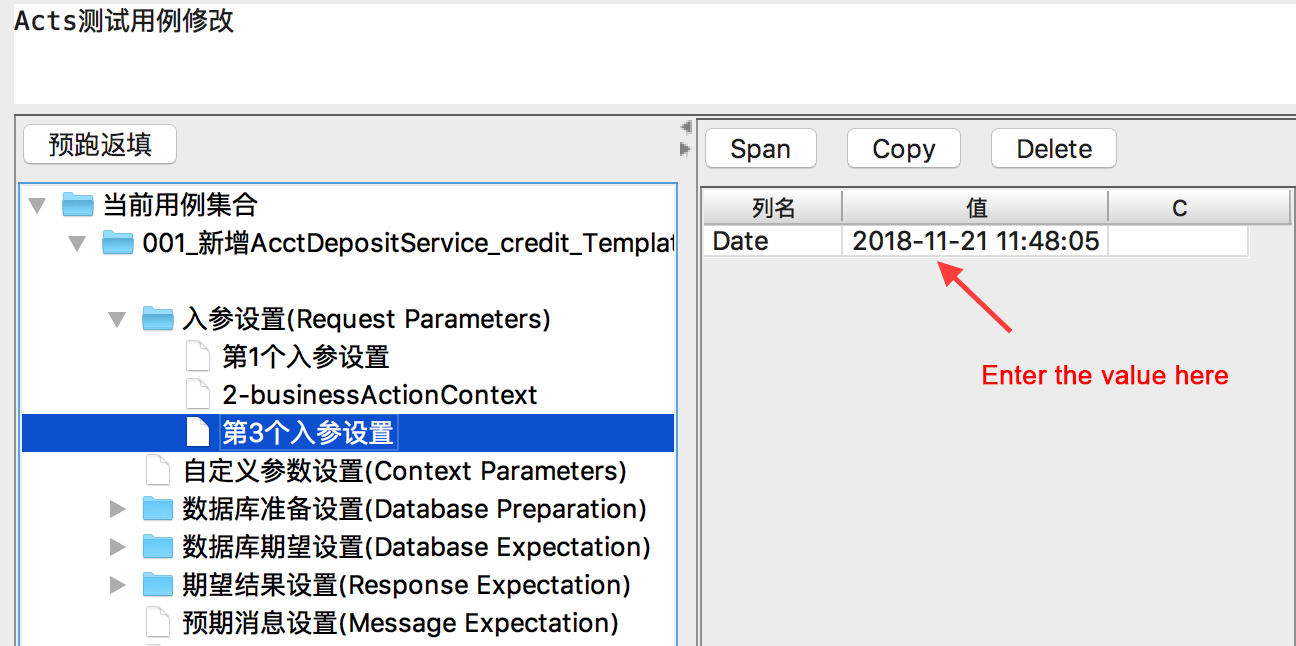 Acts测试用例修改
预跑返填
当前用例集合
001_新增AcctDepositService_credit_Templat
入参设置(Request Parameters)
第1个入参设置
2-businessActionContext
第3个入参设置
自定义参数设置(Context Parameters)
数据库准备设置(Database Preparation)
数据库期望设置(Database Expectation)
期望结果设置(Response Expectation)
预期消息设置(Message Expectation)
Span Copy Delete
列名 值 C
Date 2018-11-21 11:48:05
Enter the value here